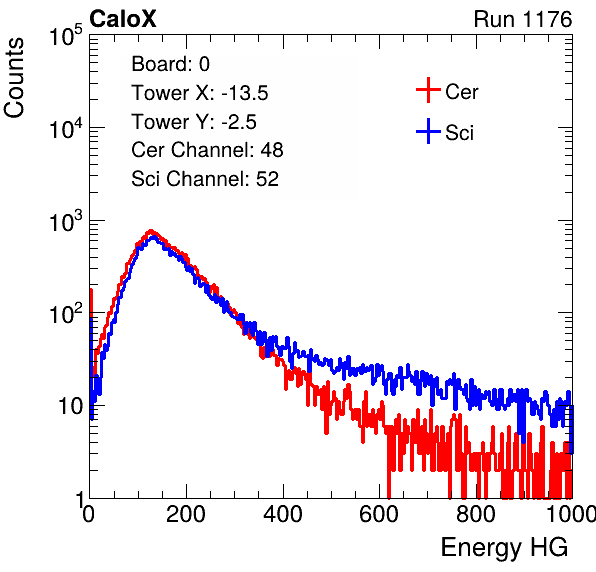 CaloX Run 1176
Counts
10^5
10^4
10^3
10^2
10
1
Board: 0
Tower X: -13.5
Tower Y: -2.5
Cer Channel: 48
Sci Channel: 52
Cer
Sci
0 200 400 600 800 1000
Energy HG